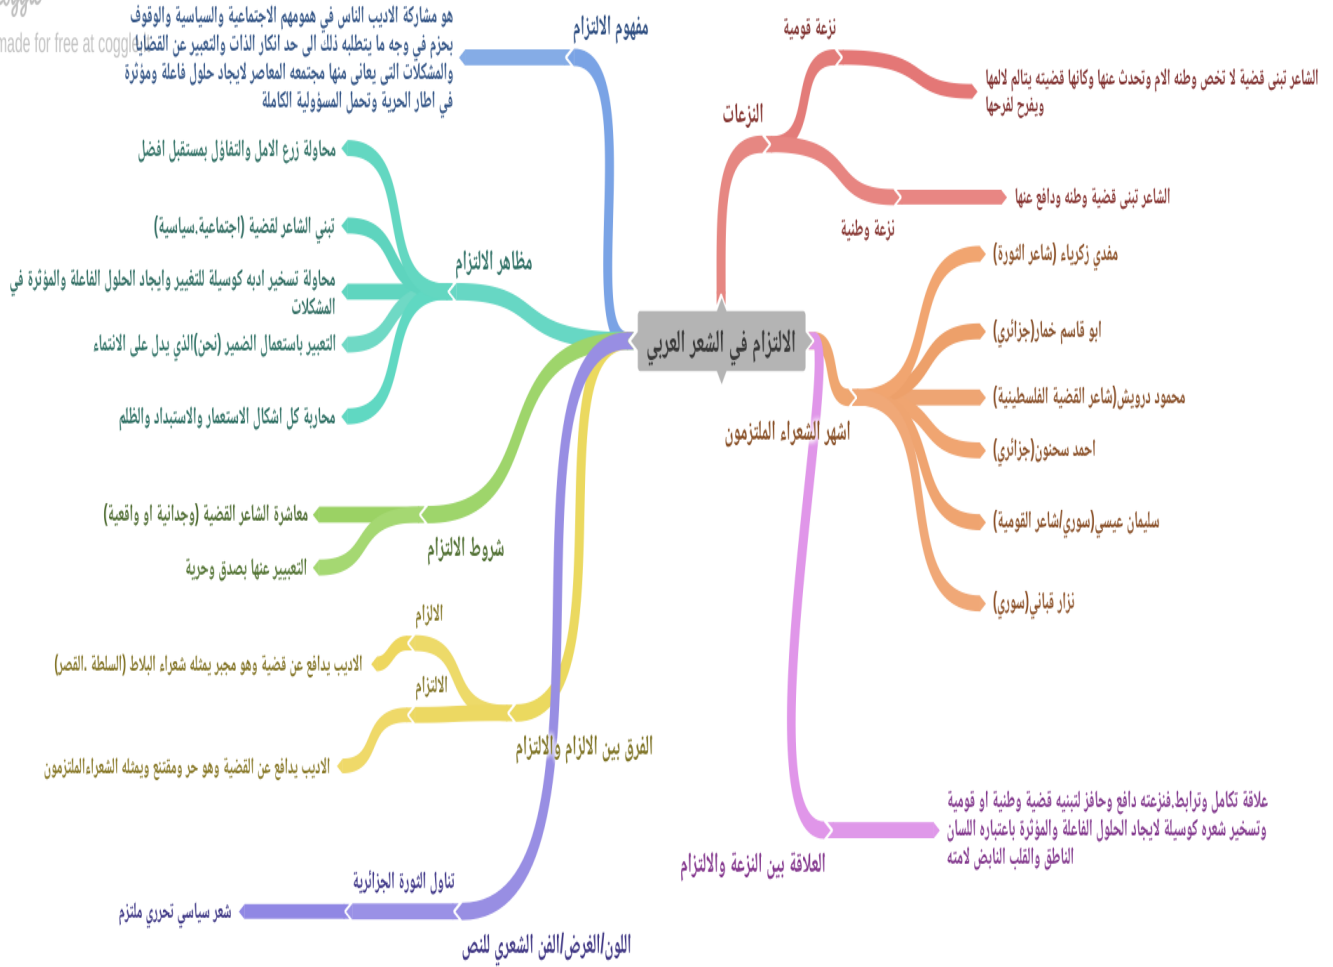 made for free at coggle
الالتزام في الشعر العربي
النزعات
نزعة قومية
الشاعر تبنى قضية لا تخص وطنه الام وتحدث عنها وكانها قضيته يتالم لالمها
ويفرح لفرحها
نزعة وطنية
الشاعر تبنى قضية وطنه ودافع عنها
اشهر الشعراء الملتزمون
مفدي زكرياء (شاعر الثورة)
ابو قاسم خمار(جزائري)
محمود درويش(شاعر القضية الفلسطينية)
احمد سحنون(جزائري)
سليمان عيسي(سوري/شاعر القومية)
نزار قباني(سوري)
العلاقة بين النزعة والالتزام
علاقة تكامل وترابط.فنزعته دافع وحافز لتبنيه قضية وطنية او قومية
وتسخير شعره كوسيلة لايجاد الحلول الفاعلة والمؤثرة باعتباره اللسان
الناطق والقلب النابض لامته
مفهوم الالتزام
هو مشاركة الاديب الناس في همومهم الاجتماعية والسياسية والوقوف
بحزم في وجه ما يتطلبه ذلك الى حد انكار الذات والتعبير عن القضايا
والمشكلات التى يعانى منها مجتمعه المعاصر لايجاد حلول فاعلة ومؤثرة
في اطار الحرية وتحمل المسؤولية الكاملة
مظاهر الالتزام
محاولة زرع الامل والتفاؤل بمستقبل افضل
تبني الشاعر لقضية (اجتماعية.سياسية)
محاولة تسخير ادبه كوسيلة للتغيير وايجاد الحلول الفاعلة والمؤثرة في
المشكلات
التعبير باستعمال الضمير (نحن)الذي يدل على الانتماء
محاربة كل اشكال الاستعمار والاستبداد والظلم
شروط الالتزام
معاشرة الشاعر القضية (وجدانية او واقعية)
التعبيير عنها بصدق وحرية
الفرق بين الالزام والالتزام
الالزام
الاديب يدافع عن قضية وهو مجبر يمثله شعراء البلاط (السلطة .القصر)
الالتزام
الاديب يدافع عن القضية وهو حر ومقتنع ويمثله الشعراءالملتزمون
اللون/الغرض/الفن الشعري للنص
تناول الثورة الجزائرية
شعر سياسي تحرري ملتزم